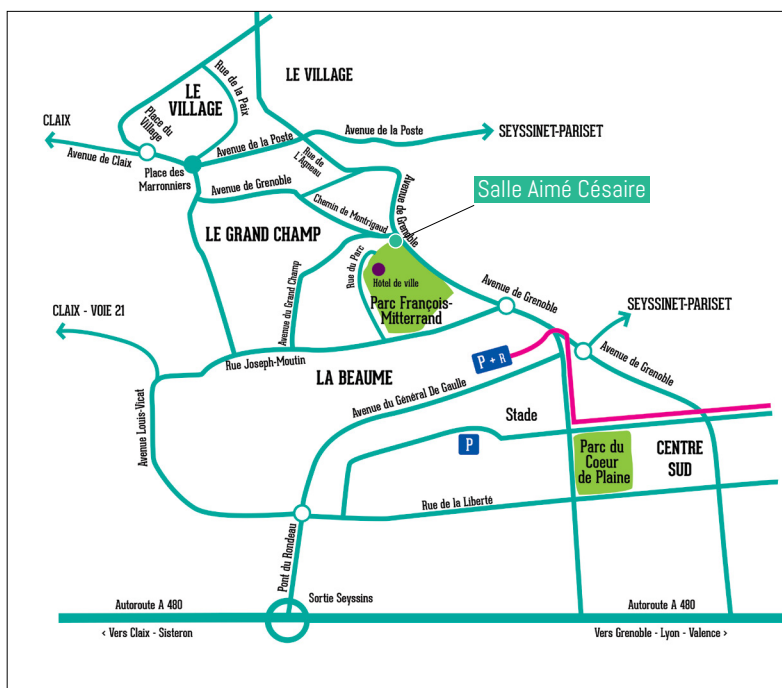 LE VILLAGE
Rue de la Paix
LE
VILLAGE
Place du
Village
CLAIX
Avenue de Claix
Place des
Marronniers
Avenue de la Poste
Avenue de la Poste
SEYSSINET-PARISET
Rue de
L'Agneau
Avenue de Grenoble
Chemin de Montrigaud
Avenue de Grenoble
Salle Aimé Césaire
LE GRAND CHAMP
Rue du Parc
Hôtel de ville
Parc François-
Mitterrand
Avenue du Grand Champ
Avenue de Grenoble
SEYSSINET-PARISET
CLAIX - VOIE 21
Rue Joseph-Moutin
P + R
Avenue de Grenoble
LA BEAUME
Avenue du Général De Gaulle
Avenue Louis-Vicat
Stade
P
Parc du
Coeur
de Plaine
CENTRE
SUD
Rue de la Liberté
Pont du Rondeau
Sortie Seyssins
Autoroute A 480
Autoroute A 480
‹ Vers Claix - Sisteron
Vers Grenoble - Lyon - Valence ›